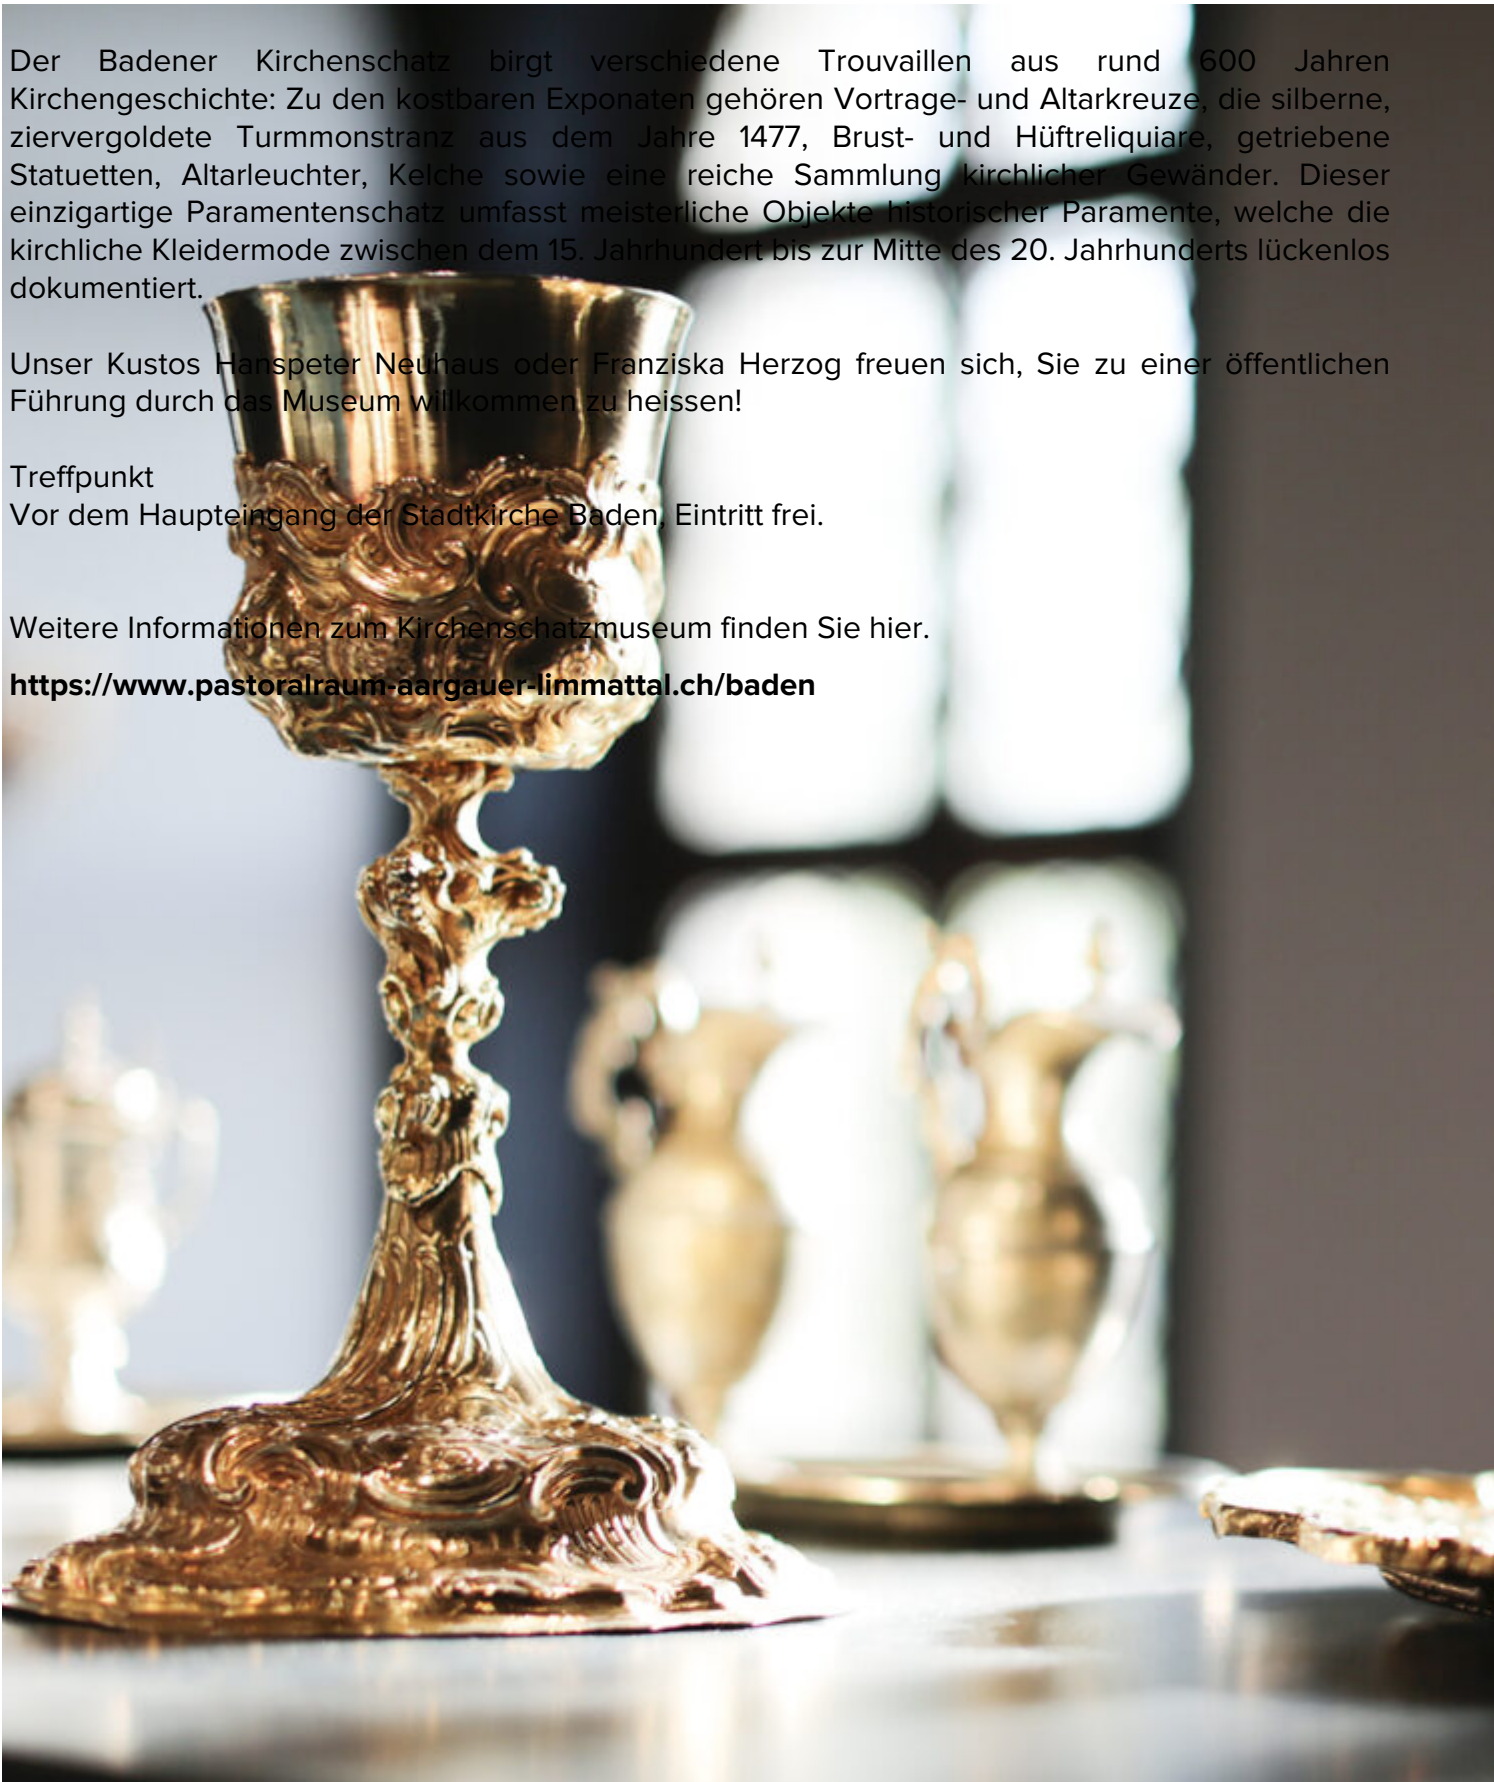 Der Badener Kirchenschatz birgt verschiedene Trouvaillen aus rund 600 Jahren
Kirchengeschichte: Zu den kostbaren Exponaten gehören Vortrage- und Altarkreuze, die silberne,
ziervergoldete Turmmonstranz aus dem Jahre 1477, Brust- und Hüftreliquiare, getriebene
Statuetten, Altarleuchter, Kelche sowie eine reiche Sammlung kirchlicher Gewänder. Dieser
einzigartige Paramentenschatz umfasst meisterliche Objekte historischer Paramente, welche die
kirchliche Kleidermode zwischen dem 15. Jahrhundert bis zur Mitte des 20. Jahrhunderts lückenlos
dokumentiert.
Unser Kustos Hanspeter Neuhaus oder Franziska Herzog freuen sich, Sie zu einer öffentlichen
Führung durch das Museum willkommen zu heissen!
Treffpunkt
Vor dem Haupteingang der Stadtkirche Baden, Eintritt frei.
Weitere Informationen zum Kirchenschatzmuseum finden Sie hier.
https://www.pastoralraum-aargauer-limmattal.ch/baden